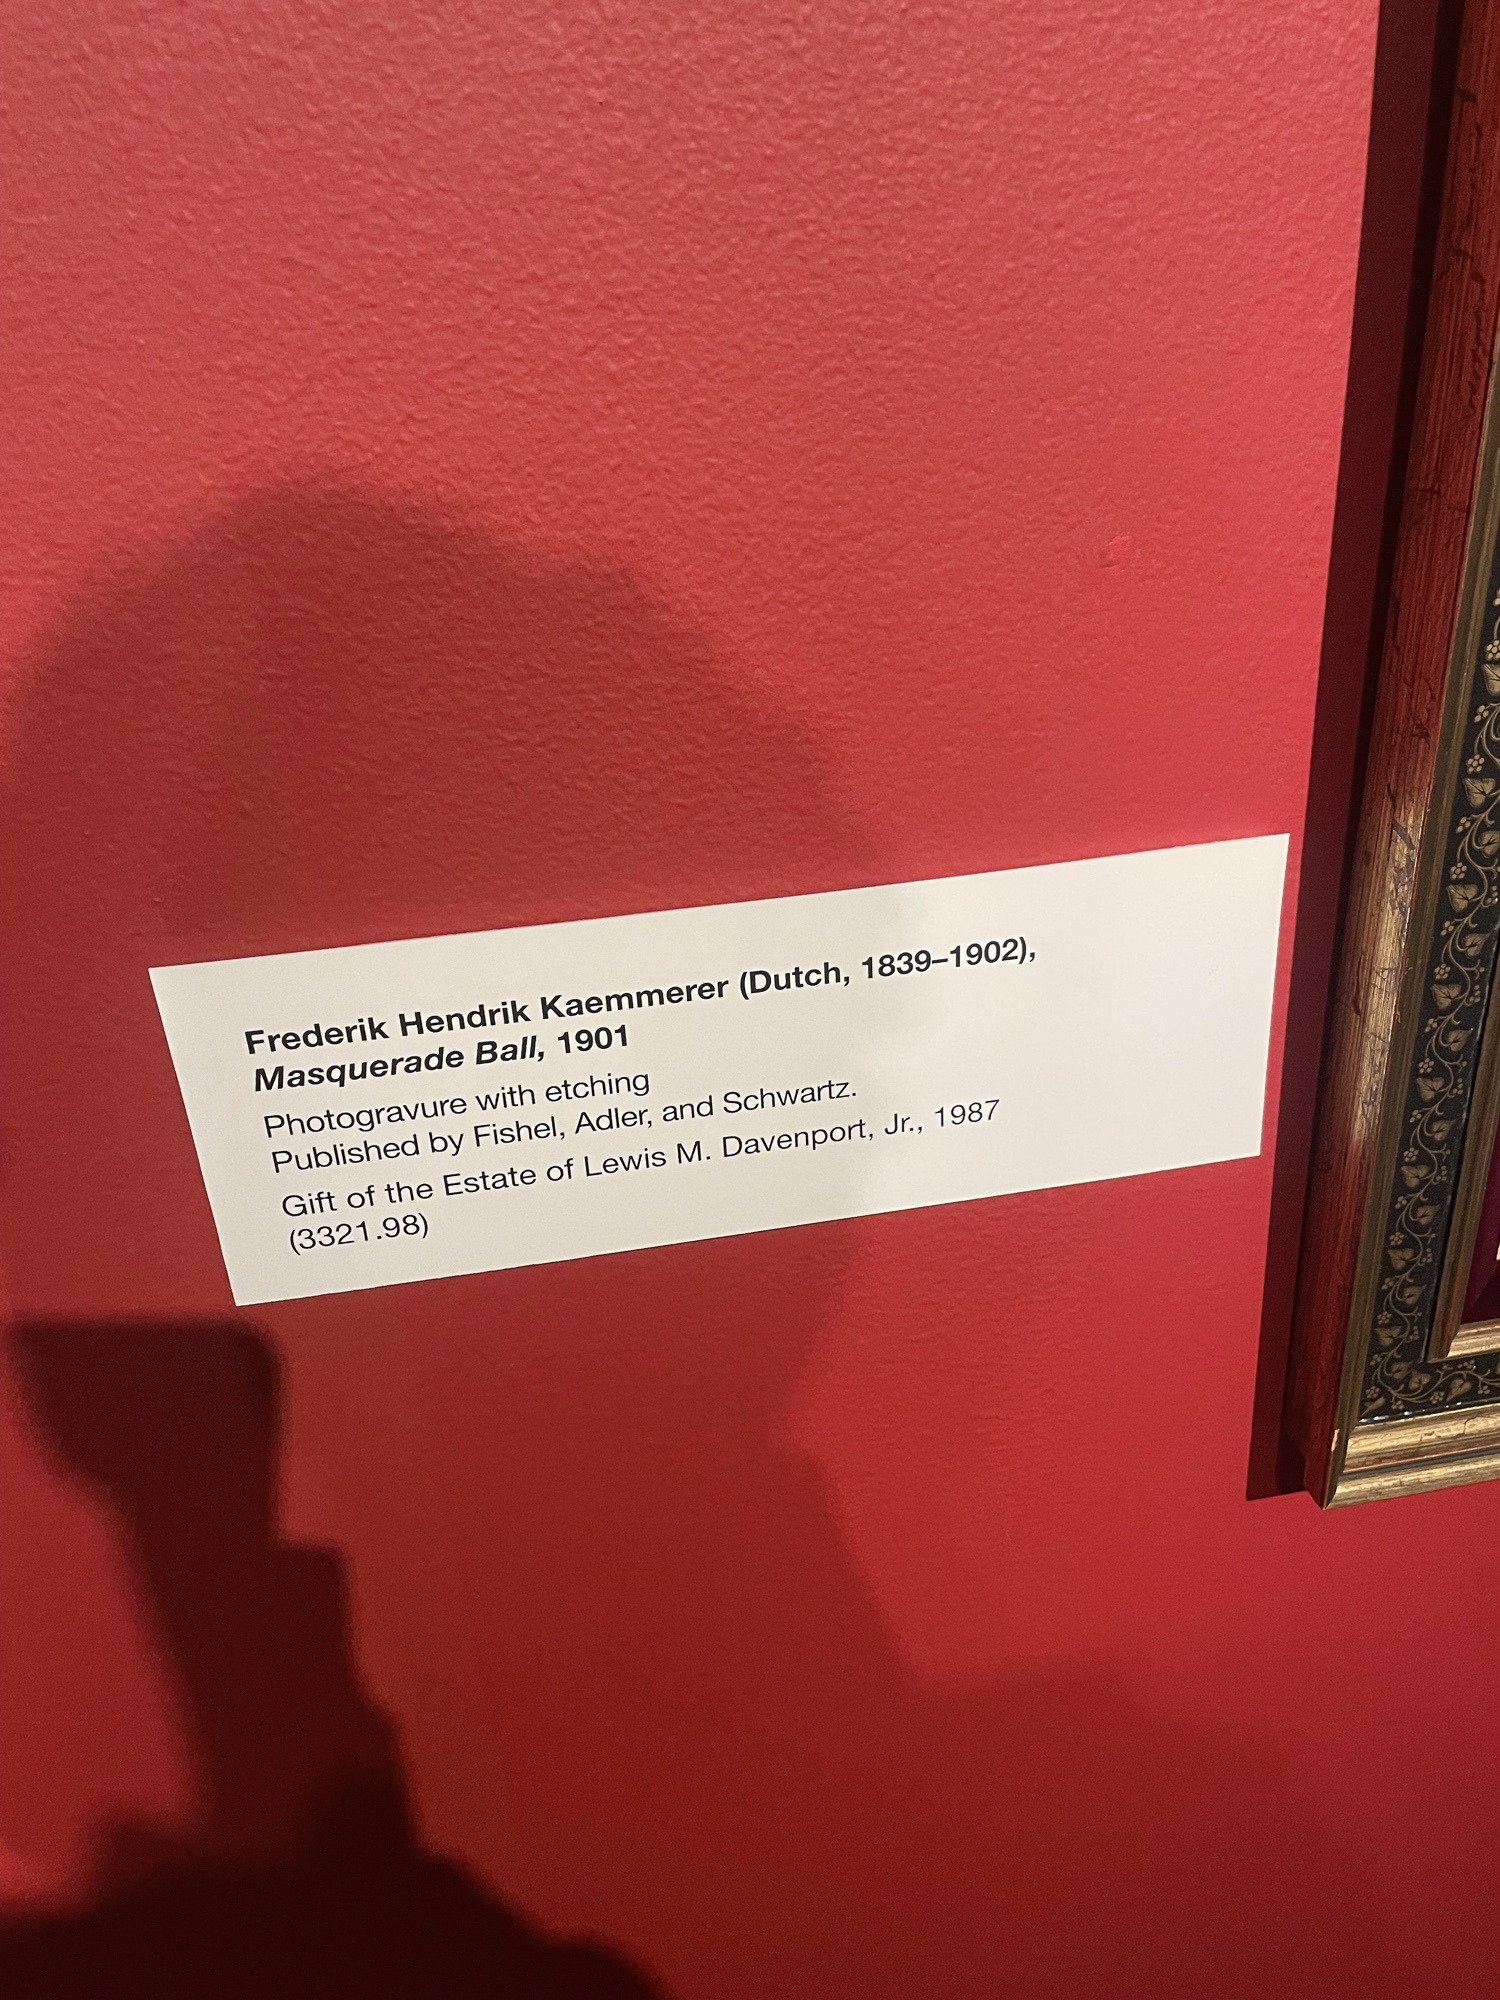 Frederik Hendrik Kaemmerer (Dutch, 1839–1902),
Masquerade Ball, 1901
Photogravure with etching
Published by Fishel, Adler, and Schwartz.
Gift of the Estate of Lewis M. Davenport, Jr., 1987
(3321.98)